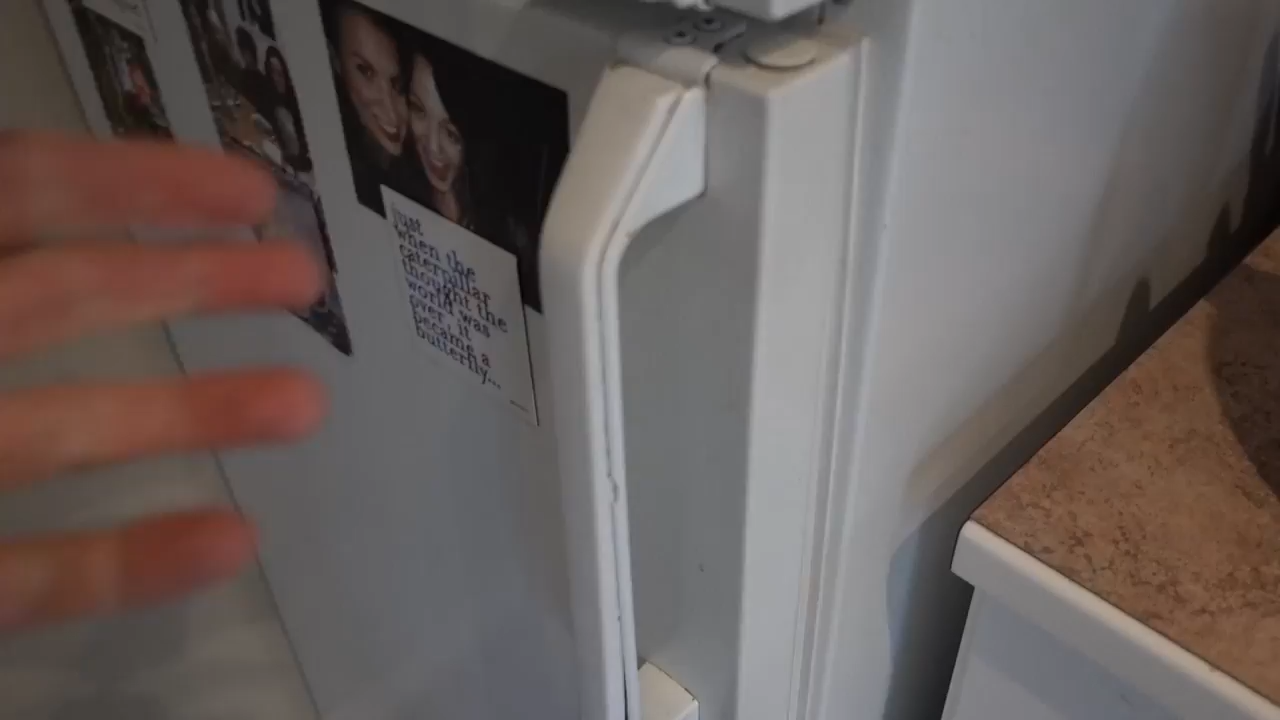 just
when the
caterpillar
thought the
world was
over, it
became a
butterfly...